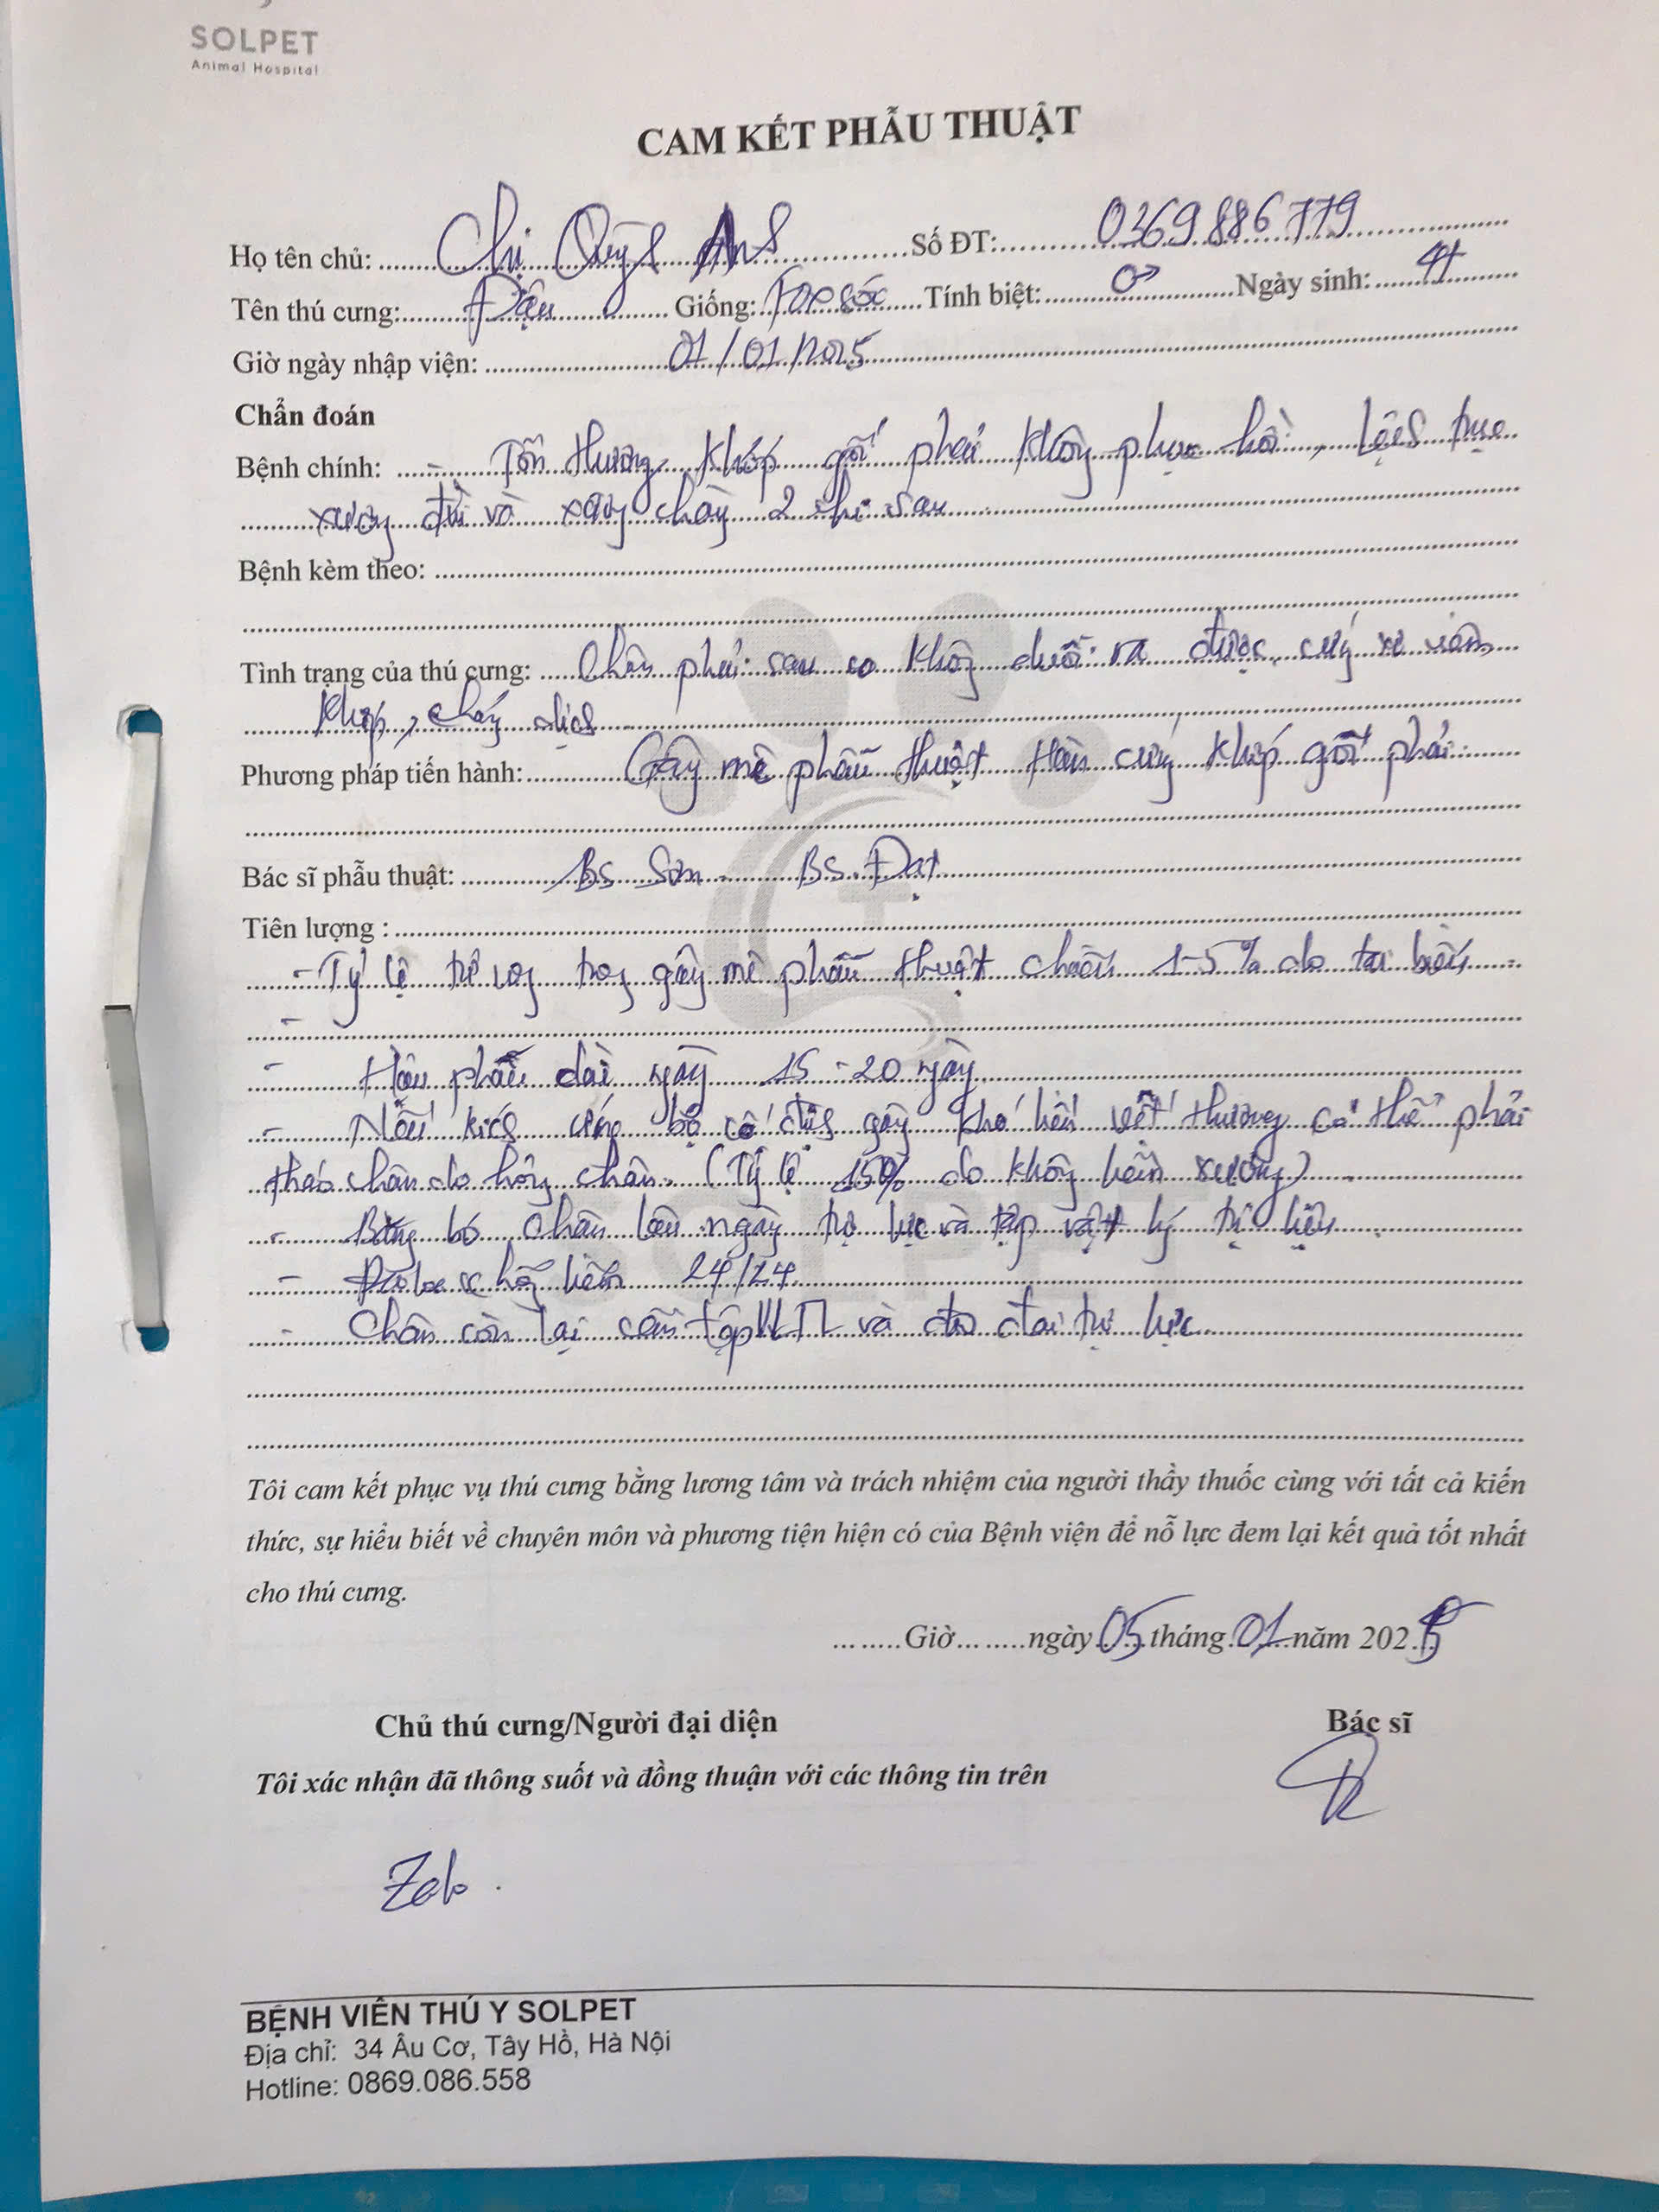 SOLPET
Animal Hospital
CAM KẾT PHẪU THUẬT
Họ tên chủ: Chị Quỳnh Anh Số ĐT: 0369886779
Tên thú cưng: Đậu Giống: Fox sóc Tính biệt: ♂ Ngày sinh:
Giờ ngày nhập viện: 01/01/2025
Chẩn đoán
Bệnh chính: - Tổn thương khớp gối phải không phục hồi, lệch trục
xương đùi và xương chày 2 chi sau
Bệnh kèm theo:
Tình trạng của thú cưng: Chân phải sau co không duỗi ra được, cứng viêm
khớp, chảy dịch
Phương pháp tiến hành: Gây mê phẫu thuật Hàn cứng khớp gối phải
Bác sĩ phẫu thuật: BS Sơn - BS. Đạt
Tiên lượng :
- Tỷ lệ tử vong trong gây mê phẫu thuật chiếm 1-5% do tai biến
-
- Hậu phẫu dài ngày 15-20 ngày
- Nếu kích ứng bộ cố định gây khó liền vết thương có thể phải
tháo chân do hỏng chân. (Tỷ lệ 15% do không liền xương)
- Băng bó chân lâu ngày trợ lực và tập vật lý trị liệu
- chống liếm 24/24
- Chân còn lại cần tập VLTL và đeo đai trợ lực
Tôi cam kết phục vụ thú cưng bằng lương tâm và trách nhiệm của người thầy thuốc cùng với tất cả kiến
thức, sự hiểu biết về chuyên môn và phương tiện hiện có của Bệnh viện để nỗ lực đem lại kết quả tốt nhất
cho thú cưng.
........Giờ........ngày 05 tháng 01 năm 2025
Chủ thú cưng/Người đại diện Bác sĩ
Tôi xác nhận đã thông suốt và đồng thuận với các thông tin trên
Zalo.
BỆNH VIÊN THÚ Y SOLPET
Địa chỉ: 34 Âu Cơ, Tây Hồ, Hà Nội
Hotline: 0869.086.558